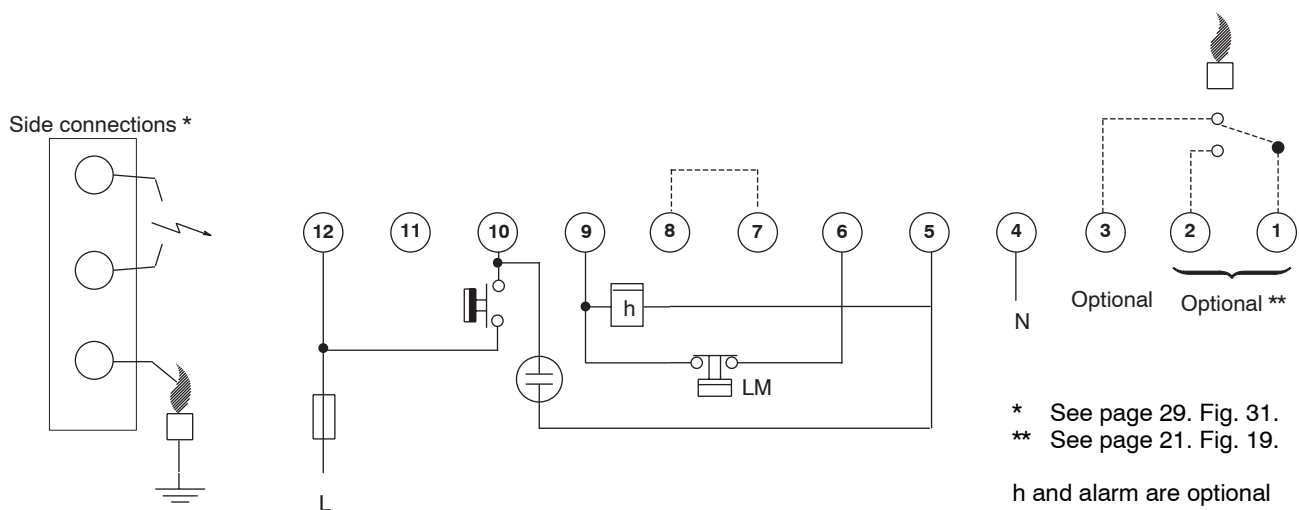 Side connections *
12 11 10 9 8 7 6 5 4 3 2 1
h
Optional Optional **
N
LM
L
* See page 29. Fig. 31.
** See page 21. Fig. 19.
h and alarm are optional